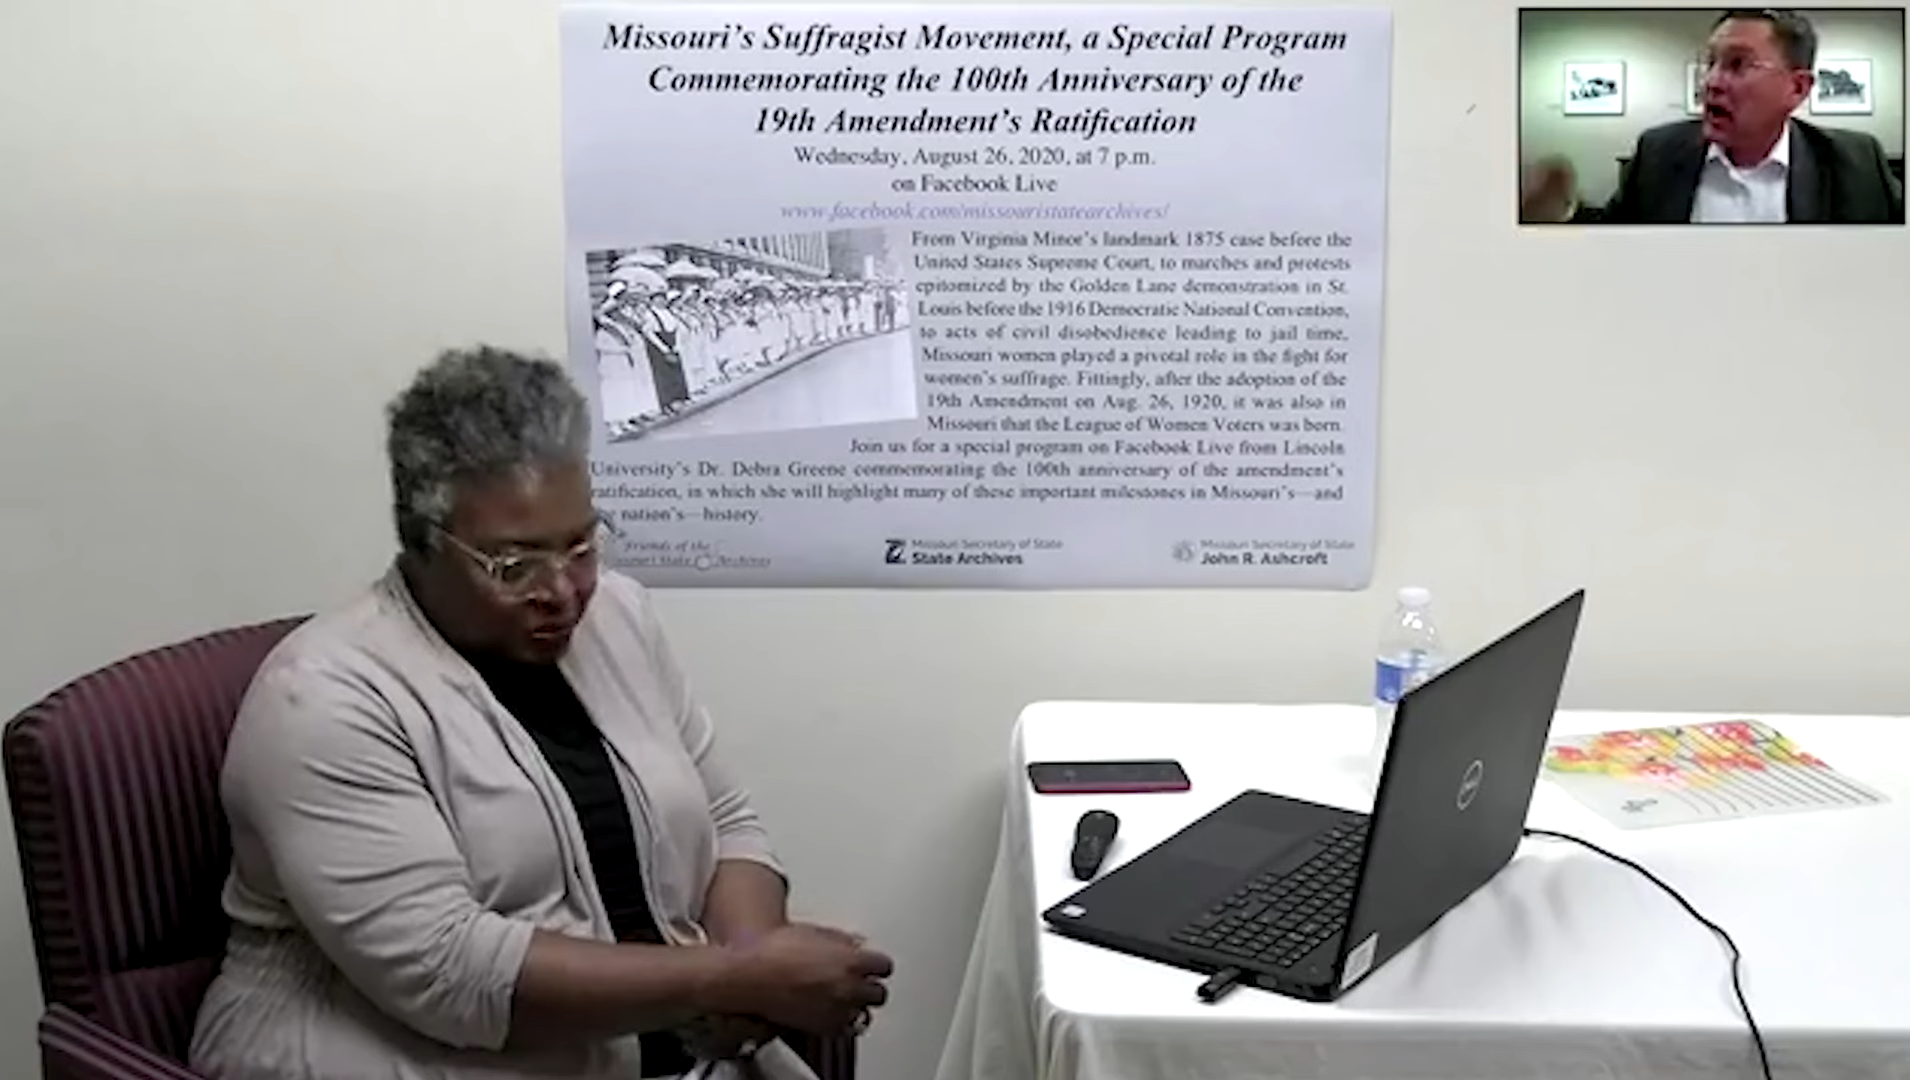 Missouri's Suffragist Movement, a Special Program
Commemorating the 100th Anniversary of the
19th Amendment's Ratification
Wednesday, August 26, 2020, at 7 p.m.
on Facebook Live
www.facebook.com/missouristatearchives/
From Virginia Minor's landmark 1875 case before the
United States Supreme Court, to marches and protests
epitomized by the Golden Lane demonstration in St.
Louis before the 1916 Democratic National Convention,
to acts of civil disobedience leading to jail time,
Missouri women played a pivotal role in the fight for
women's suffrage. Fittingly, after the adoption of the
19th Amendment on Aug. 26, 1920, it was also in
Missouri that the League of Women Voters was born.
Join us for a special program on Facebook Live from Lincoln
University's Dr. Debra Greene commemorating the 100th anniversary of the amendment's
ratification, in which she will highlight many of these important milestones in Missouri's—and
nation's—history.
Friends of the
State Archives
Missouri Secretary of State
State Archives
Missouri Secretary of State
John R. Ashcroft
DELL